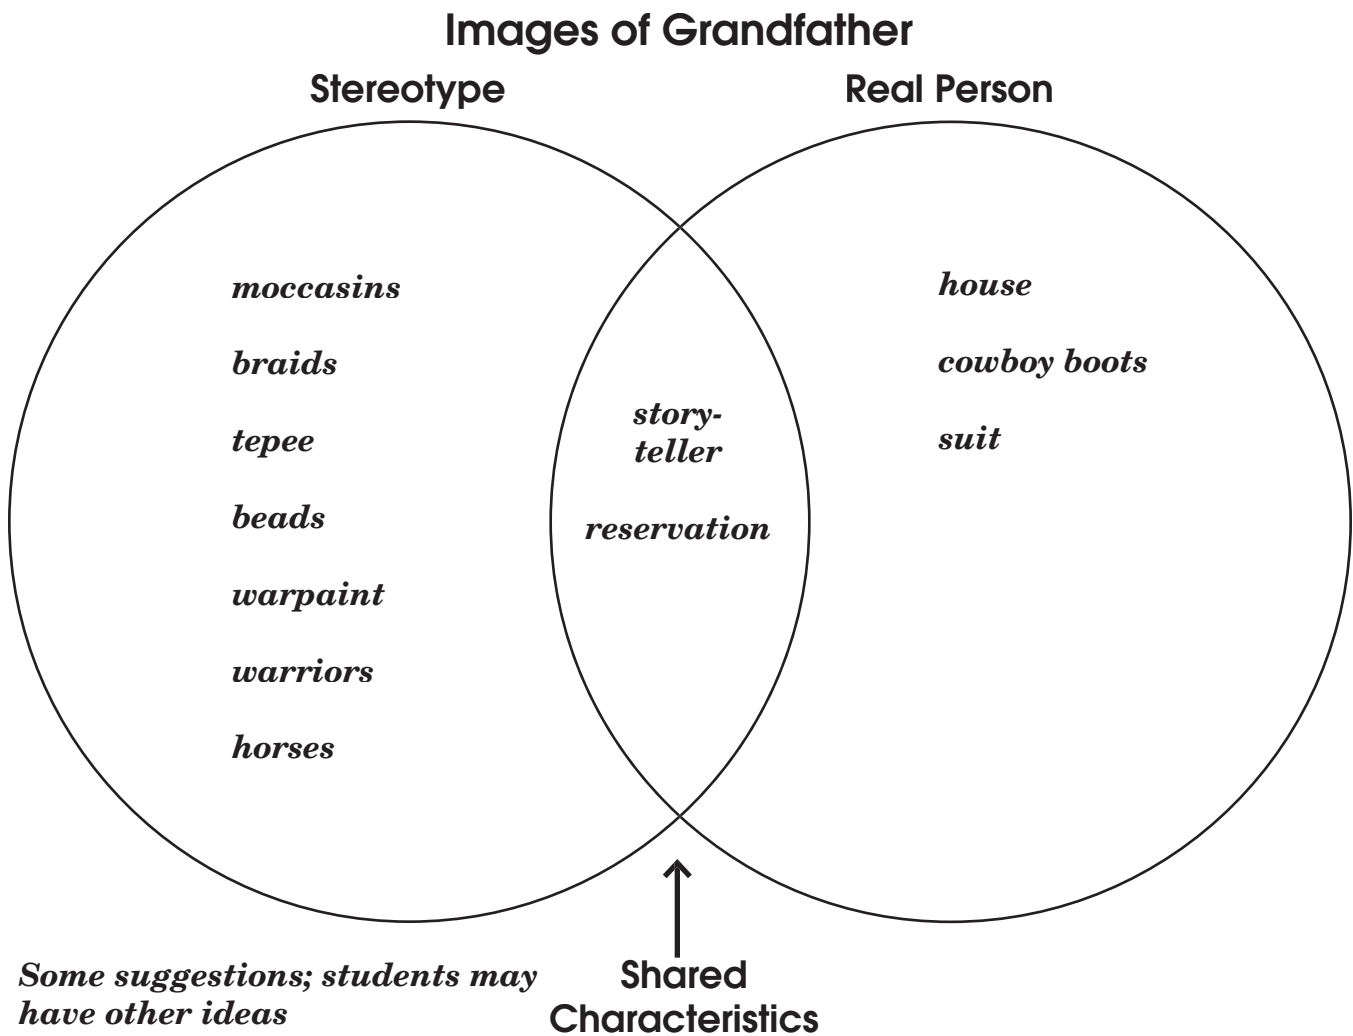 Images of Grandfather
Stereotype
Real Person
moccasins
braids
tepee
beads
warpaint
warriors
horses
story-
teller
reservation
house
cowboy boots
suit
Some suggestions; students may
have other ideas
Shared
Characteristics